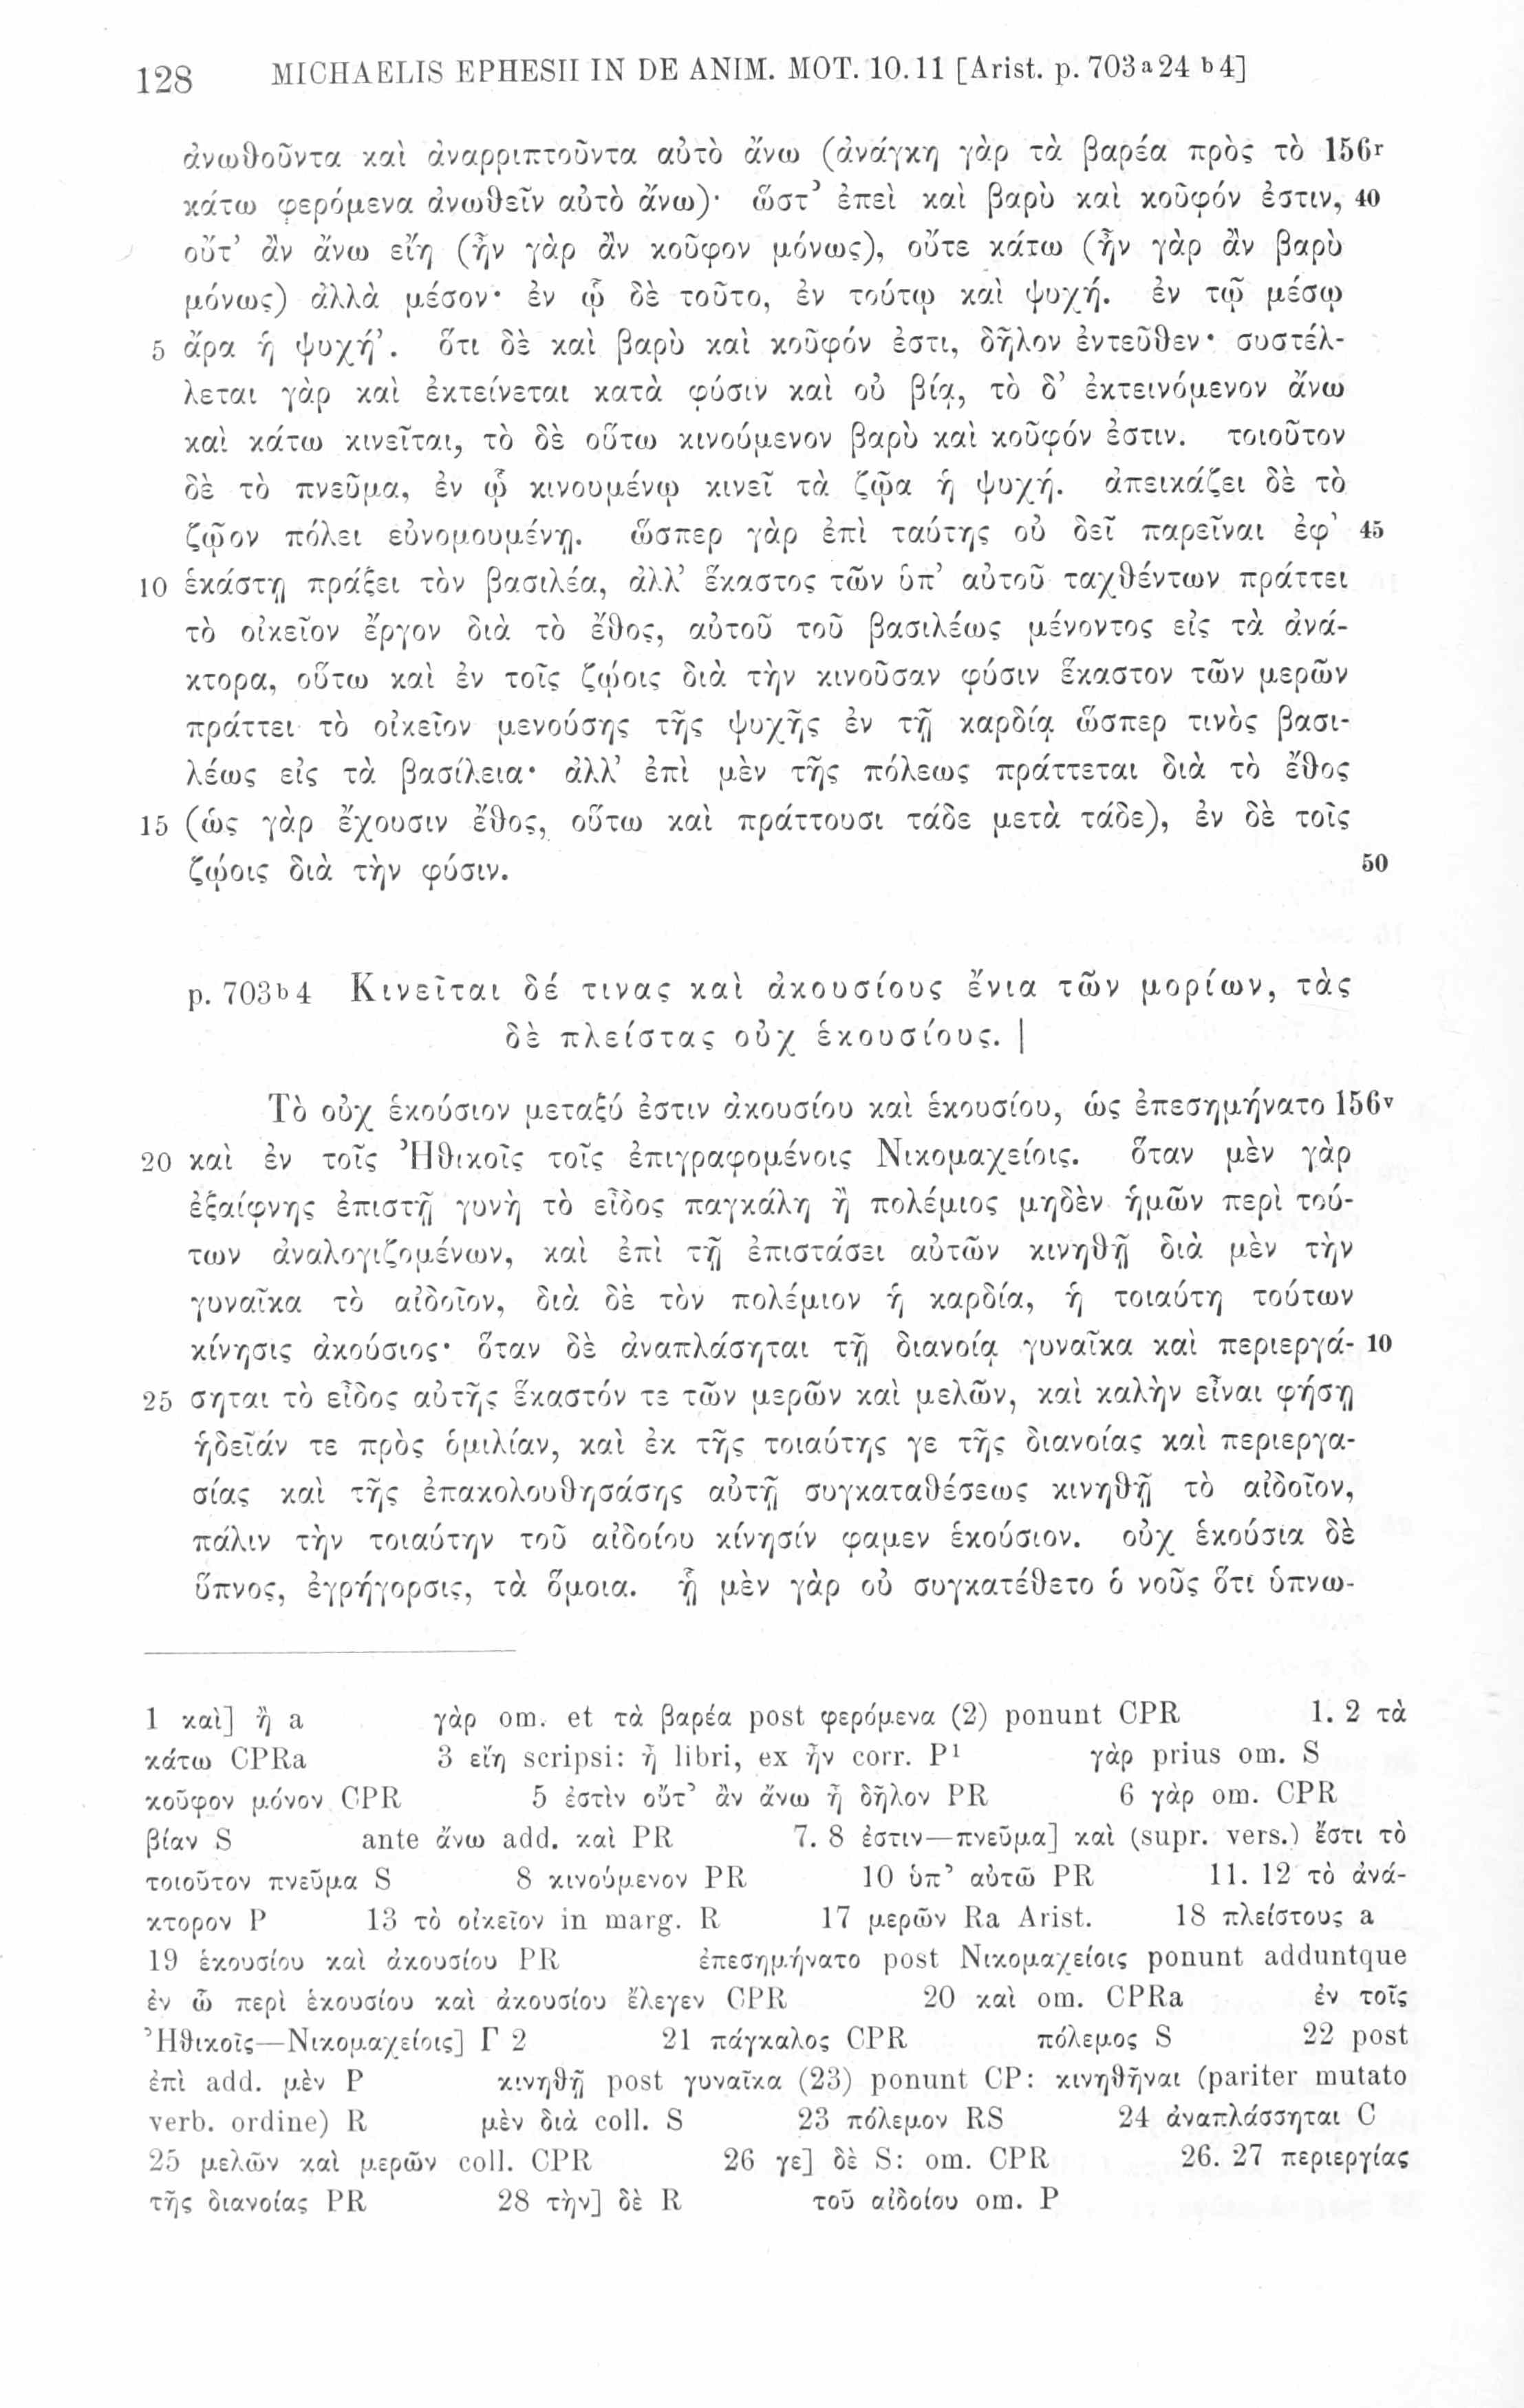 128 MICHAELIS EPHESII IN DE ANIM. MOT. 10.11 [Arist. p. 703a24 b4]
ἀνωθοῦντα καὶ ἀναρριπτοῦντα αὐτὸ ἄνω (ἀνάγκη γὰρ τὰ βαρέα πρὸς τὸ 156r
κάτω φερόμενα ἀνωθεῖν αὐτὸ ἄνω)· ὥστ’ ἐπεὶ καὶ βαρὺ καὶ κοῦφόν ἐστιν, 40
οὔτ’ ἂν ἄνω εἴη (ἦν γὰρ ἂν κοῦφον μόνως), οὔτε κάτω (ἦν γὰρ ἂν βαρὺ
μόνως) ἀλλὰ μέσον· ἐν ᾧ δὲ τοῦτο, ἐν τούτῳ καὶ ψυχή. ἐν τῷ μέσῳ
5 ἄρα ἡ ψυχή’. ὅτι δὲ καὶ βαρὺ καὶ κοῦφόν ἐστι, δῆλον ἐντεῦθεν· συστέλ-
λεται γὰρ καὶ ἐκτείνεται κατὰ φύσιν καὶ οὐ βίᾳ, τὸ δ’ ἐκτεινόμενον ἄνω
καὶ κάτω κινεῖται, τὸ δὲ οὕτω κινούμενον βαρὺ καὶ κοῦφόν ἐστιν. τοιοῦτον
δὲ τὸ πνεῦμα, ἐν ᾧ κινουμένῳ κινεῖ τὰ ζῷα ἡ ψυχή. ἀπεικάζει δὲ τὸ
ζῷον πόλει εὐνομουμένῃ. ὥσπερ γὰρ ἐπὶ ταύτης οὐ δεῖ παρεῖναι ἐφ’ 45
10 ἑκάστῃ πράξει τὸν βασιλέα, ἀλλ’ ἕκαστος τῶν ὑπ’ αὐτοῦ ταχθέντων πράττει
τὸ οἰκεῖον ἔργον διὰ τὸ ἔθος, αὐτοῦ τοῦ βασιλέως μένοντος εἰς τὰ ἀνά-
κτορα, οὕτω καὶ ἐν τοῖς ζῴοις διὰ τὴν κινοῦσαν φύσιν ἕκαστον τῶν μερῶν
πράττει τὸ οἰκεῖον μενούσης τῆς ψυχῆς ἐν τῇ καρδίᾳ ὥσπερ τινὸς βασι-
λέως εἰς τὰ βασίλεια· ἀλλ’ ἐπὶ μὲν τῆς πόλεως πράττεται διὰ τὸ ἔθος
15 (ὡς γὰρ ἔχουσιν ἔθος, οὕτω καὶ πράττουσι τάδε μετὰ τάδε), ἐν δὲ τοῖς
ζῴοις διὰ τὴν φύσιν. 50
p. 703b4 Κινεῖται δέ τινας καὶ ἀκουσίους ἔνια τῶν μορίων, τὰς
δὲ πλείστας οὐχ ἑκουσίους. |
Τὸ οὐχ ἑκούσιον μεταξύ ἐστιν ἀκουσίου καὶ ἑκουσίου, ὡς ἐπεσημήνατο 156v
20 καὶ ἐν τοῖς Ἠθικοῖς τοῖς ἐπιγραφομένοις Νικομαχείοις. ὅταν μὲν γὰρ
ἐξαίφνης ἐπιστῇ γυνὴ τὸ εἶδος παγκάλη ἢ πολέμιος μηδὲν ἡμῶν περὶ τού-
των ἀναλογιζομένων, καὶ ἐπὶ τῇ ἐπιστάσει αὐτῶν κινηθῇ διὰ μὲν τὴν
γυναῖκα τὸ αἰδοῖον, διὰ δὲ τὸν πολέμιον ἡ καρδία, ἡ τοιαύτη τούτων
κίνησις ἀκούσιος· ὅταν δὲ ἀναπλάσηται τῇ διανοίᾳ γυναῖκα καὶ περιεργά- 10
25 σηται τὸ εἶδος αὐτῆς ἕκαστόν τε τῶν μερῶν καὶ μελῶν, καὶ καλὴν εἶναι φήσῃ
ἡδεῖάν τε πρὸς ὁμιλίαν, καὶ ἐκ τῆς τοιαύτης γε τῆς διανοίας καὶ περιεργα-
σίας καὶ τῆς ἐπακολουθησάσης αὐτῇ συγκαταθέσεως κινηθῇ τὸ αἰδοῖον,
πάλιν τὴν τοιαύτην τοῦ αἰδοίου κίνησίν φαμεν ἑκούσιον. οὐχ ἑκούσια δὲ
ὕπνος, ἐγρήγορσις, τὰ ὅμοια. ᾗ μὲν γὰρ οὐ συγκατέθετο ὁ νοῦς ὅτι ὑπνω-
1 καὶ] ἢ a γὰρ om. et τὰ βαρέα post φερόμενα (2) ponunt CPR 1. 2 τὰ
κάτω CPRa 3 εἴη scripsi: ἢ libri, ex ἦν corr. P¹ γὰρ prius om. S
κοῦφον μόνον CPR 5 ἐστὶν οὔτ’ ἂν ἄνω ἢ δῆλον PR 6 γὰρ om. CPR
βίαν S ante ἄνω add. καὶ PR 7. 8 ἐστιν—πνεῦμα] καὶ (supr. vers.) ἔστι τὸ
τοιοῦτον πνεῦμα S 8 κινούμενον PR 10 ὑπ’ αὐτῶ PR 11. 12 τὸ ἀνά-
κτορον P 13 τὸ οἰκεῖον in marg. R 17 μερῶν Ra Arist. 18 πλείστους a
19 ἑκουσίου καὶ ἀκουσίου PR ἐπεσημήνατο post Νικομαχείοις ponunt adduntque
ἐν ὧ περὶ ἑκουσίου καὶ ἀκουσίου ἔλεγεν CPR 20 καὶ om. CPRa ἐν τοῖς
Ἠθικοῖς—Νικομαχείοις] Γ 2 21 πάγκαλος CPR πόλεμος S 22 post
ἐπὶ add. μὲν P κινηθῇ post γυναῖκα (23) ponunt CP: κινηθῆναι (pariter mutato
verb. ordine) R μὲν διὰ coll. S 23 πόλεμον RS 24 ἀναπλάσσηται C
25 μελῶν καὶ μερῶν coll. CPR 26 γε] δὲ S: om. CPR 26. 27 περιεργίας
τῆς διανοίας PR 28 τὴν] δὲ R τοῦ αἰδοίου om. P